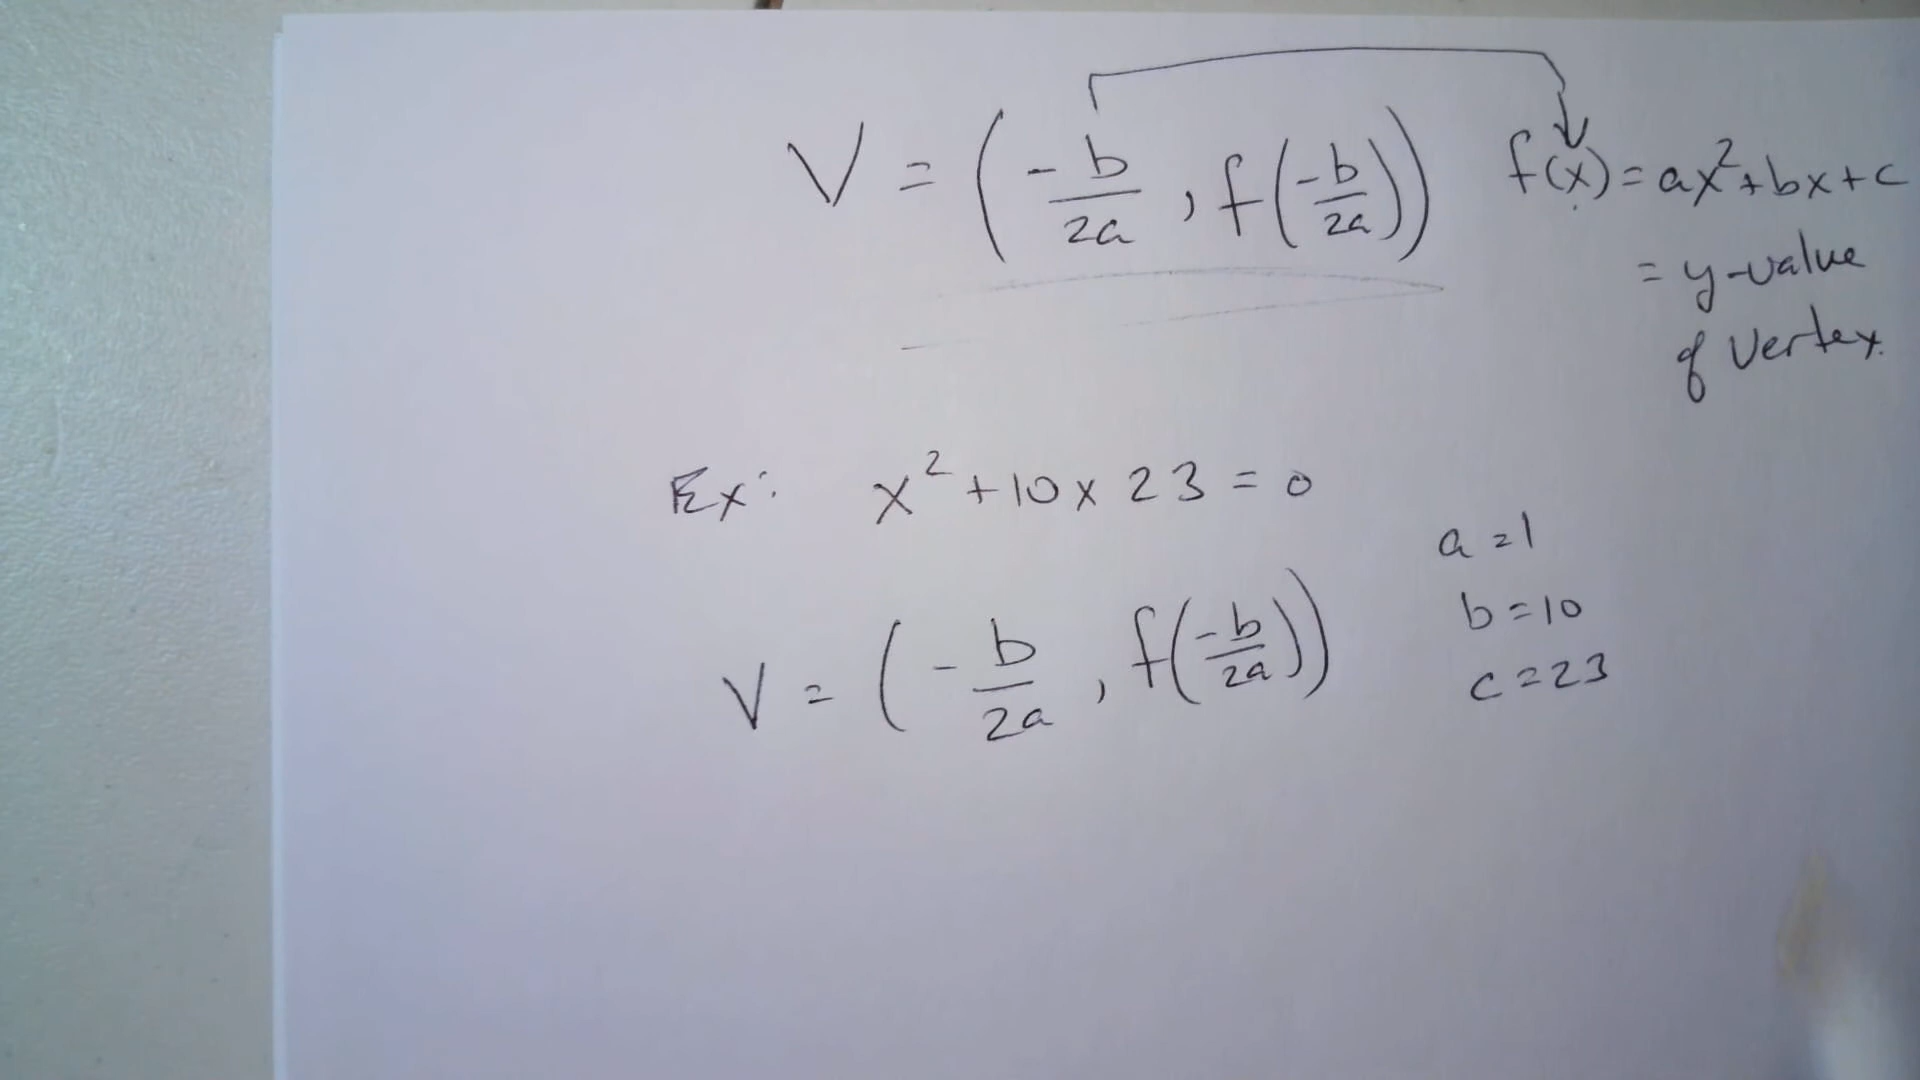 V = (-b/2a, f(-b/2a)) f(x) = ax²+bx+c
= y-value
of vertex.
Ex: x² + 10x 23 = 0
a = 1
b = 10
c = 23
V = (-b/2a, f(-b/2a))